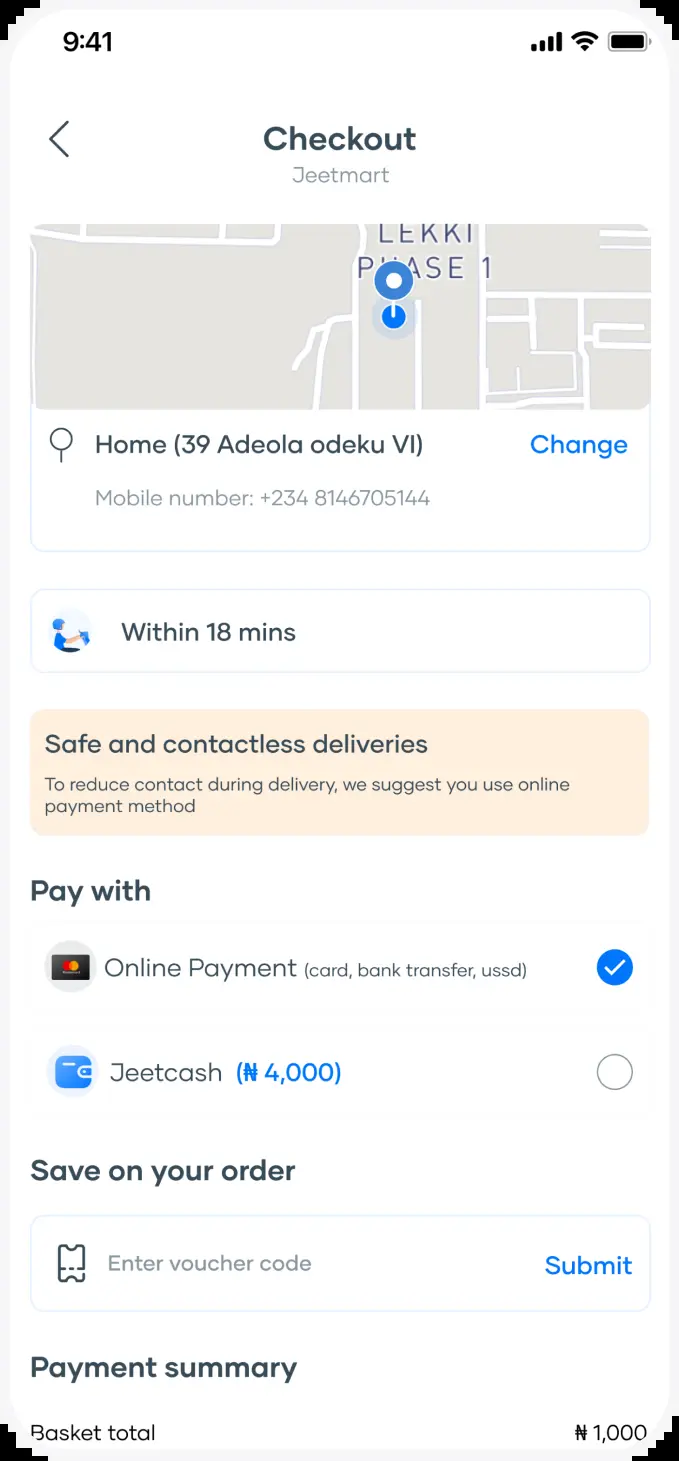 9:41
Checkout
Jeetmart
LEKKI
PHASE 1
Home (39 Adeola odeku VI)
Change
Mobile number: +234 8146705144
Within 18 mins
Safe and contactless deliveries
To reduce contact during delivery, we suggest you use online
payment method
Pay with
Online Payment (card, bank transfer, ussd)
Jeetcash (₦ 4,000)
Save on your order
Enter voucher code
Submit
Payment summary
Basket total ₦ 1,000